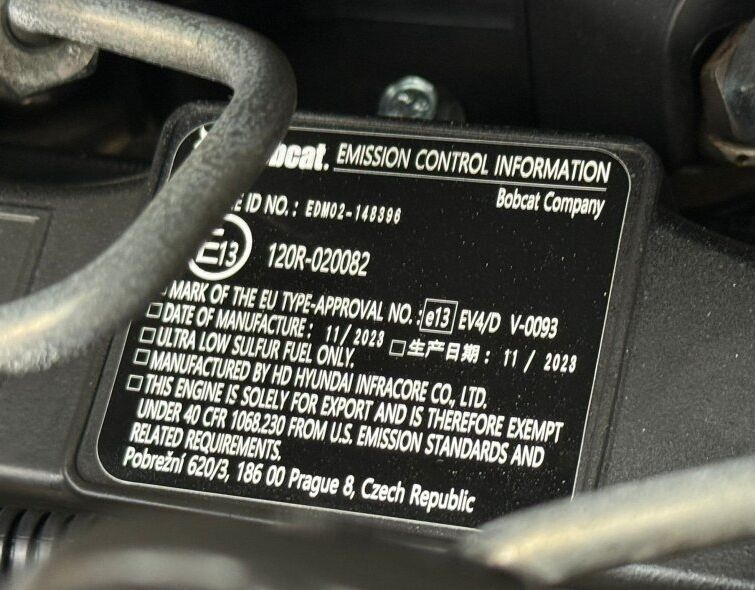 bcat. EMISSION CONTROL INFORMATION
Bobcat Company
E ID NO.: EDM02-148396
E13 120R-020082
MARK OF THE EU TYPE-APPROVAL NO.: e13 EV4/D V-0093
□ DATE OF MANUFACTURE: 11/2023 □ 生产日期: 11 / 2023
□ ULTRA LOW SULFUR FUEL ONLY.
□ MANUFACTURED BY HD HYUNDAI INFRACORE CO., LTD.
□ THIS ENGINE IS SOLELY FOR EXPORT AND IS THEREFORE EXEMPT
UNDER 40 CFR 1068.230 FROM U.S. EMISSION STANDARDS AND
RELATED REQUIREMENTS.
Pobrežní 620/3, 186 00 Prague 8, Czech Republic